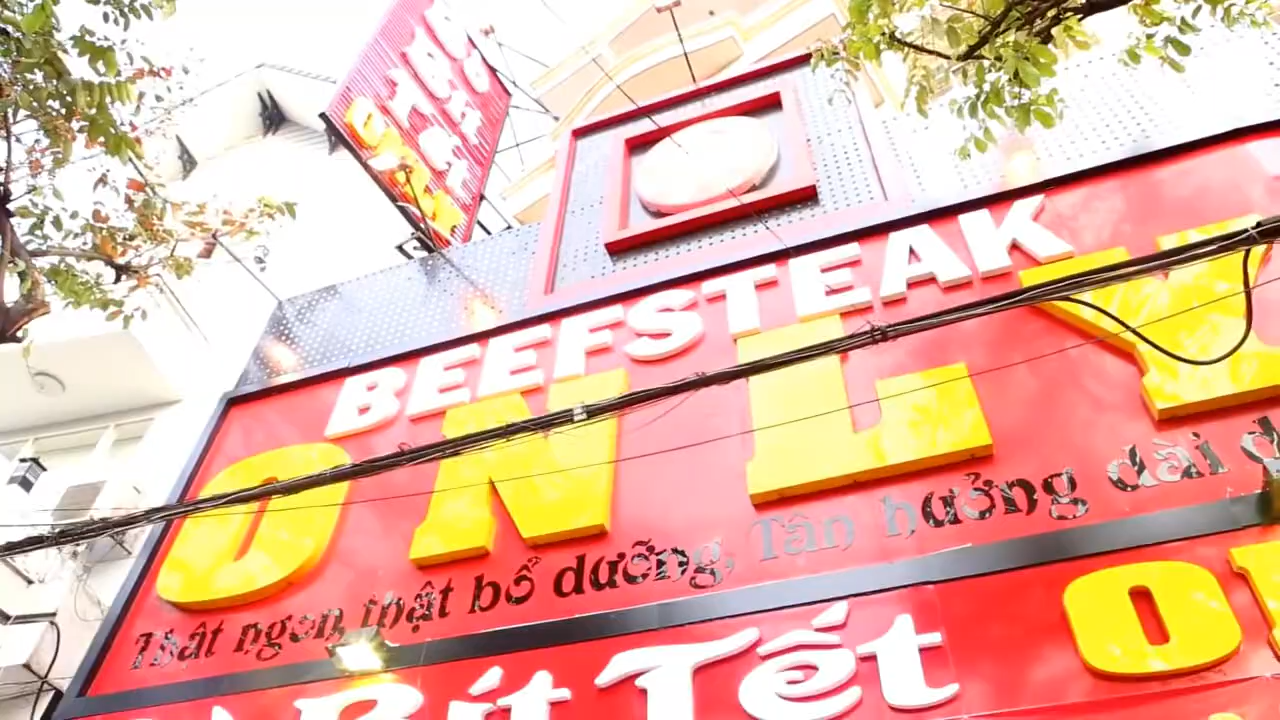 BEEFSTEAK
ONLY
Thật ngon, thật bổ dưỡng, Tận hưởng dài
Bít Tết